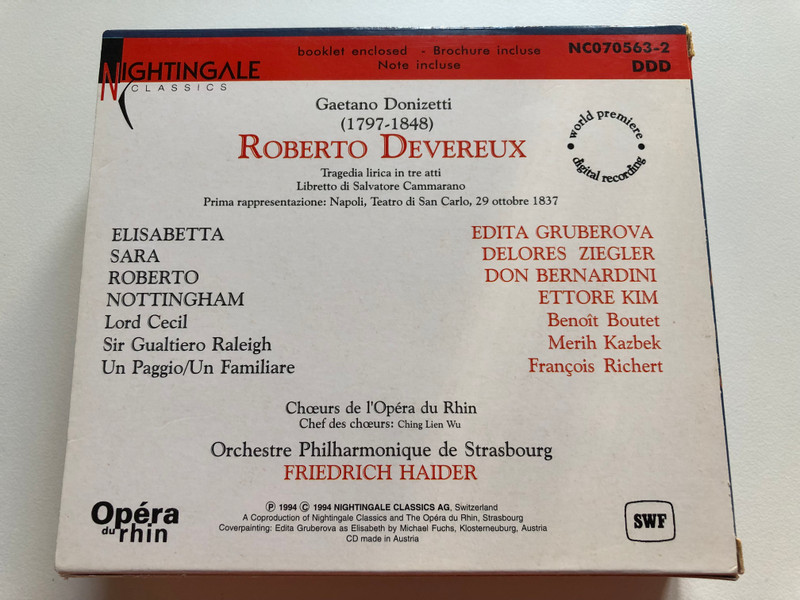 NIGHTINGALE
CLASSICS
booklet enclosed - Brochure incluse
Note incluse
NC070563-2
DDD
Gaetano Donizetti
(1797-1848)
ROBERTO DEVEREUX
world premiere
digital recording
Tragedia lirica in tre atti
Libretto di Salvatore Cammarano
Prima rappresentazione: Napoli, Teatro di San Carlo, 29 ottobre 1837
ELISABETTA EDITA GRUBEROVA
SARA DELORES ZIEGLER
ROBERTO DON BERNARDINI
NOTTINGHAM ETTORE KIM
Lord Cecil Benoît Boutet
Sir Gualtiero Raleigh Merih Kazbek
Un Paggio/Un Familiare François Richert
Chœurs de l'Opéra du Rhin
Chef des chœurs: Ching Lien Wu
Orchestre Philharmonique de Strasbourg
FRIEDRICH HAIDER
Opéra
du rhin
℗ 1994 © 1994 NIGHTINGALE CLASSICS AG, Switzerland
A Coproduction of Nightingale Classics and The Opéra du Rhin, Strasbourg
Coverpainting: Edita Gruberova as Elisabeth by Michael Fuchs, Klosterneuburg, Austria
CD made in Austria
SWF